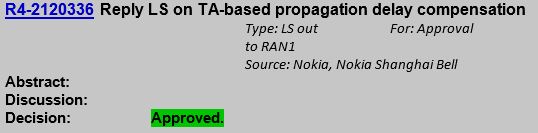 R4-2120336 Reply LS on TA-based propagation delay compensation
Type: LS out For: Approval
to RAN1
Source: Nokia, Nokia Shanghai Bell
Abstract:
Discussion:
Decision: Approved.